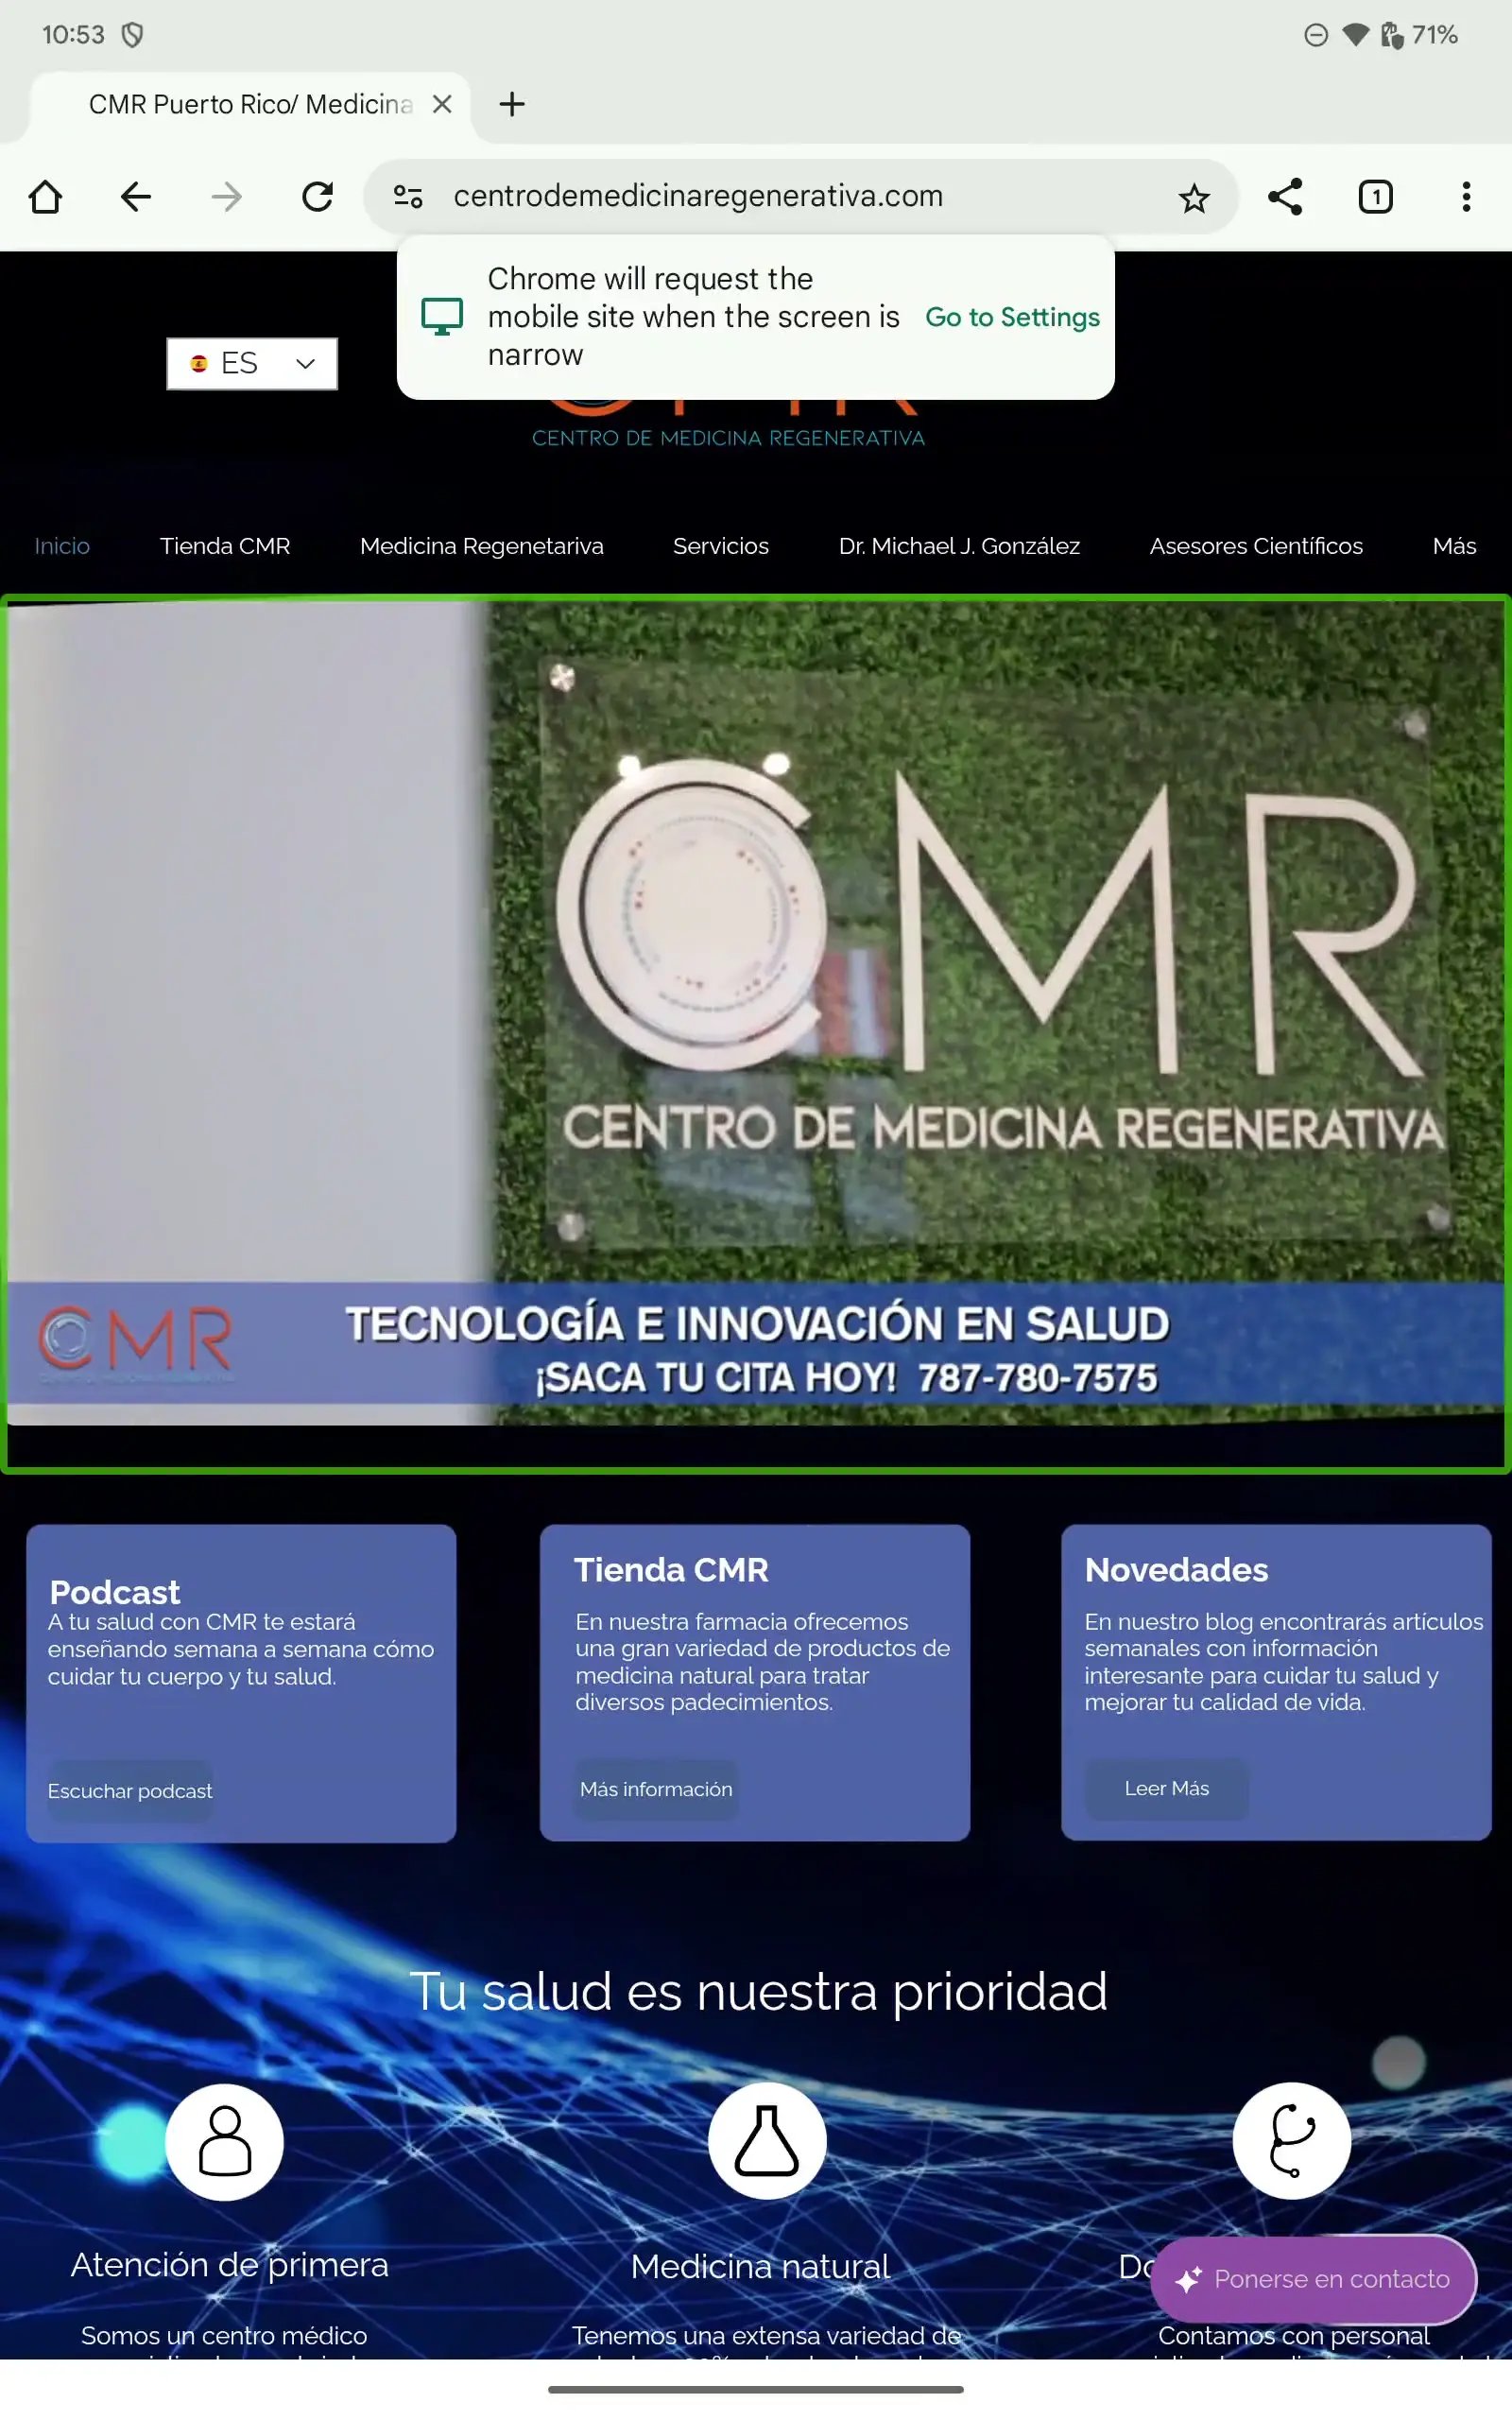 10:53
71%
CMR Puerto Rico/ Medicina
centrodemedicinaregenerativa.com
1
Chrome will request the
mobile site when the screen is
narrow
Go to Settings
ES
CENTRO DE MEDICINA REGENERATIVA
Inicio
Tienda CMR
Medicina Regenetariva
Servicios
Dr. Michael J. González
Asesores Científicos
Más
CMR
CENTRO DE MEDICINA REGENERATIVA
CMR
TECNOLOGÍA E INNOVACIÓN EN SALUD
¡SACA TU CITA HOY! 787-780-7575
Podcast
A tu salud con CMR te estará
enseñando semana a semana cómo
cuidar tu cuerpo y tu salud.
Escuchar podcast
Tienda CMR
En nuestra farmacia ofrecemos
una gran variedad de productos de
medicina natural para tratar
diversos padecimientos.
Más información
Novedades
En nuestro blog encontrarás artículos
semanales con información
interesante para cuidar tu salud y
mejorar tu calidad de vida.
Leer Más
Tu salud es nuestra prioridad
Atención de primera
Somos un centro médico
Medicina natural
Tenemos una extensa variedad de
Ponerse en contacto
Contamos con personal